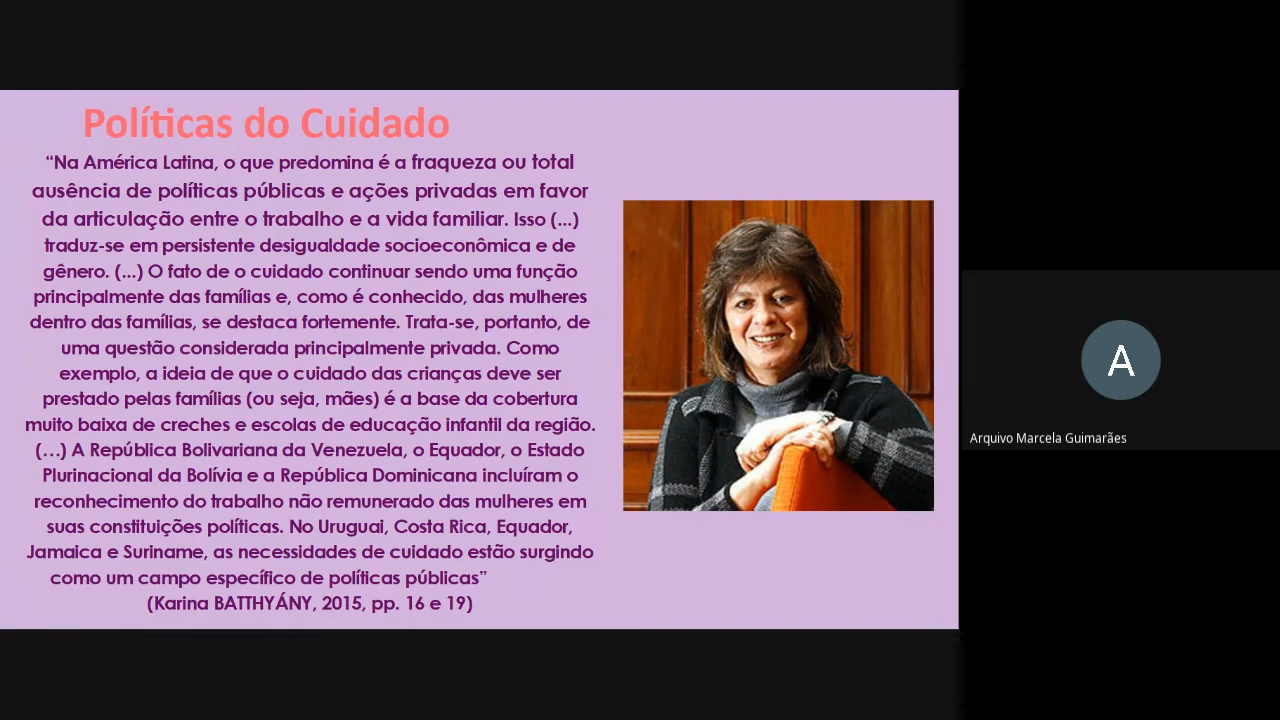 Políticas do Cuidado
“Na América Latina, o que predomina é a fraqueza ou total
ausência de políticas públicas e ações privadas em favor
da articulação entre o trabalho e a vida familiar. Isso (...)
traduz-se em persistente desigualdade socioeconômica e de
gênero. (...) O fato de o cuidado continuar sendo uma função
principalmente das famílias e, como é conhecido, das mulheres
dentro das famílias, se destaca fortemente. Trata-se, portanto, de
uma questão considerada principalmente privada. Como
exemplo, a ideia de que o cuidado das crianças deve ser
prestado pelas famílias (ou seja, mães) é a base da cobertura
muito baixa de creches e escolas de educação infantil da região.
(…) A República Bolivariana da Venezuela, o Equador, o Estado
Plurinacional da Bolívia e a República Dominicana incluíram o
reconhecimento do trabalho não remunerado das mulheres em
suas constituições políticas. No Uruguai, Costa Rica, Equador,
Jamaica e Suriname, as necessidades de cuidado estão surgindo
como um campo específico de políticas públicas”
(Karina BATTHYÁNY, 2015, pp. 16 e 19)
A
Arquivo Marcela Guimarães